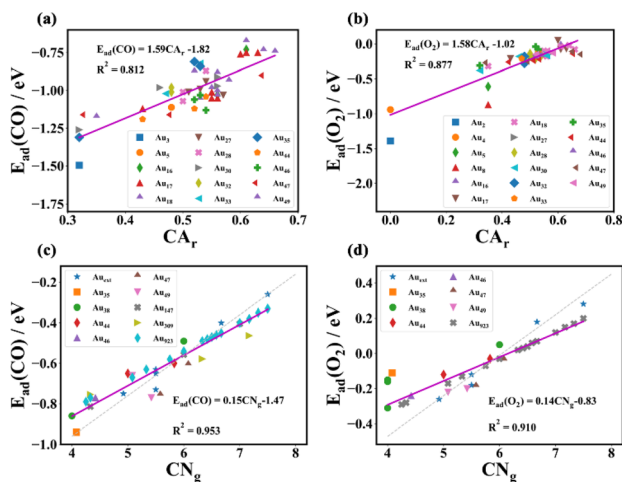 (a)
E_ad(CO) = 1.59CA_r -1.82
R² = 0.812
E_ad(CO) / eV
-0.75
-1.00
-1.25
-1.50
-1.75
Au_3 Au_27 Au_35
Au_5 Au_28 Au_44
Au_16 Au_30 Au_46
Au_17 Au_32 Au_47
Au_18 Au_33 Au_49
0.3 0.4 0.5 0.6 0.7
CA_r
(b)
E_ad(O_2) = 1.58CA_r -1.02
R² = 0.877
E_ad(O_2) / eV
0.0
-0.5
-1.0
-1.5
-2.0
Au_2 Au_18 Au_35
Au_4 Au_27 Au_44
Au_5 Au_28 Au_46
Au_8 Au_30 Au_46
Au_16 Au_32 Au_47
Au_17 Au_33 Au_49
0.0 0.2 0.4 0.6 0.8
CA_r
(c)
Au_ext Au_47
Au_35 Au_49
Au_38 Au_147
Au_44 Au_309
Au_46 Au_923
E_ad(CO) / eV
-0.2
-0.4
-0.6
-0.8
-1.0
E_ad(CO) = 0.15CN_g-1.47
R² = 0.953
4 5 6 7 8
CN_g
(d)
Au_ext Au_46
Au_35 Au_47
Au_38 Au_49
Au_44 Au_923
E_ad(O_2) / eV
0.4
0.2
0.0
-0.2
-0.4
E_ad(O_2) = 0.14CN_g-0.83
R² = 0.910
4 5 6 7 8
CN_g